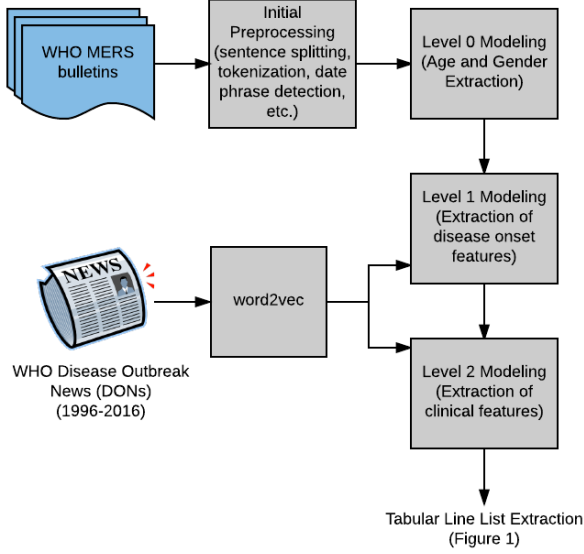 WHO MERS
bulletins
Initial
Preprocessing
(sentence splitting,
tokenization, date
phrase detection,
etc.)
Level 0 Modeling
(Age and Gender
Extraction)
Level 1 Modeling
(Extraction of
disease onset
features)
NEWS
word2vec
WHO Disease Outbreak
News (DONs)
(1996-2016)
Level 2 Modeling
(Extraction of
clinical features)
Tabular Line List Extraction
(Figure 1)